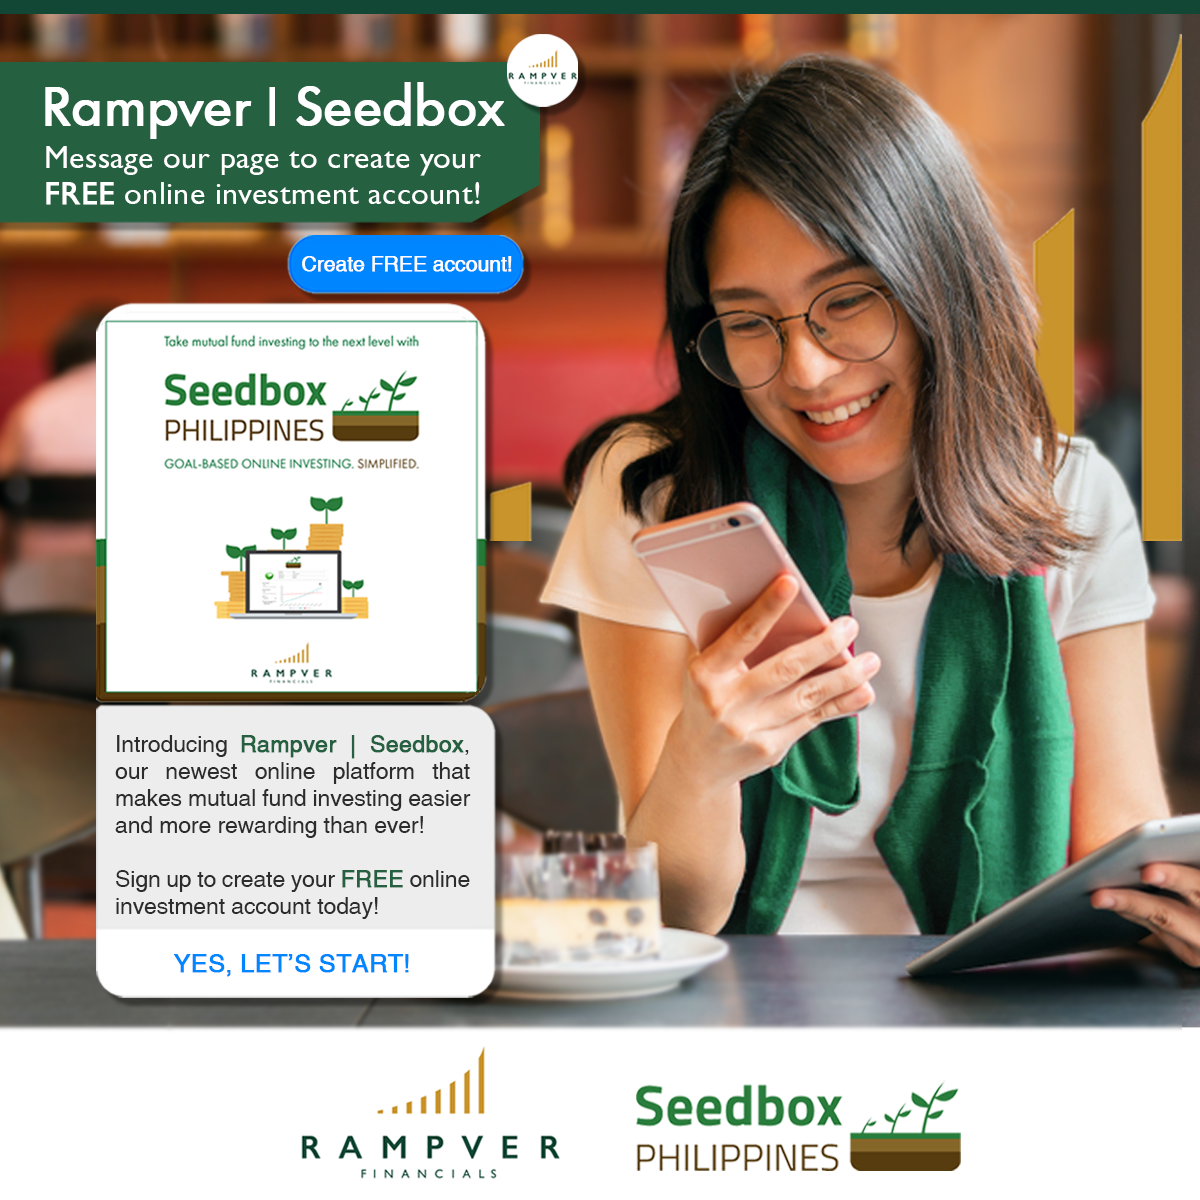 RAMPVER
FINANCIALS
Rampver | Seedbox
Message our page to create your
FREE online investment account!
Create FREE account!
Take mutual fund investing to the next level with
Seedbox
PHILIPPINES
GOAL-BASED ONLINE INVESTING. SIMPLIFIED.
RAMPVER
FINANCIALS
Introducing Rampver | Seedbox,
our newest online platform that
makes mutual fund investing easier
and more rewarding than ever!
Sign up to create your FREE online
investment account today!
YES, LET'S START!
RAMPVER
FINANCIALS
Seedbox
PHILIPPINES